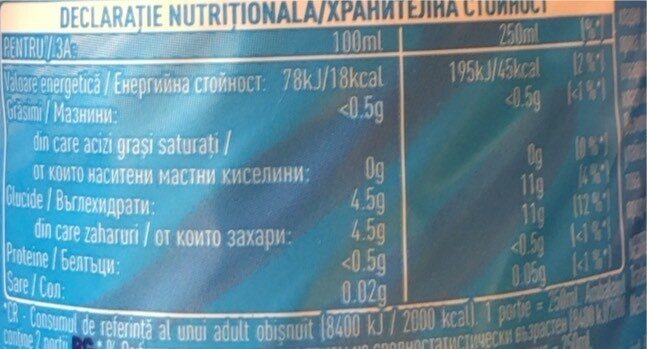 DECLARAȚIE NUTRIȚIONALĂ/ХРАНИТЕЛНА СТОЙНОСТ
PENTRU/ЗА: 100ml 250ml (%*)
Valoare energetică / Енергийна стойност: 78kJ/18kcal 195kJ/45kcal (2%*)
Grăsimi / Мазнини: <0.5g <0.5g (<1%*)
din care acizi grași saturați /
от които наситени мастни киселини: 0g 0g (0%*)
Glucide / Въглехидрати: 4.5g 11g (4%*)
din care zaharuri / от които захари: 4.5g 11g (12%*)
Proteine / Белтъци: <0.5g <0.5g (<1%*)
Sare / Сол: 0.02g 0.05g (<1%*)
*CR - Consumul de referință al unui adult obișnuit (8400 kJ / 2000 kcal). 1 porție = 250ml.
conține 2 porții. BG